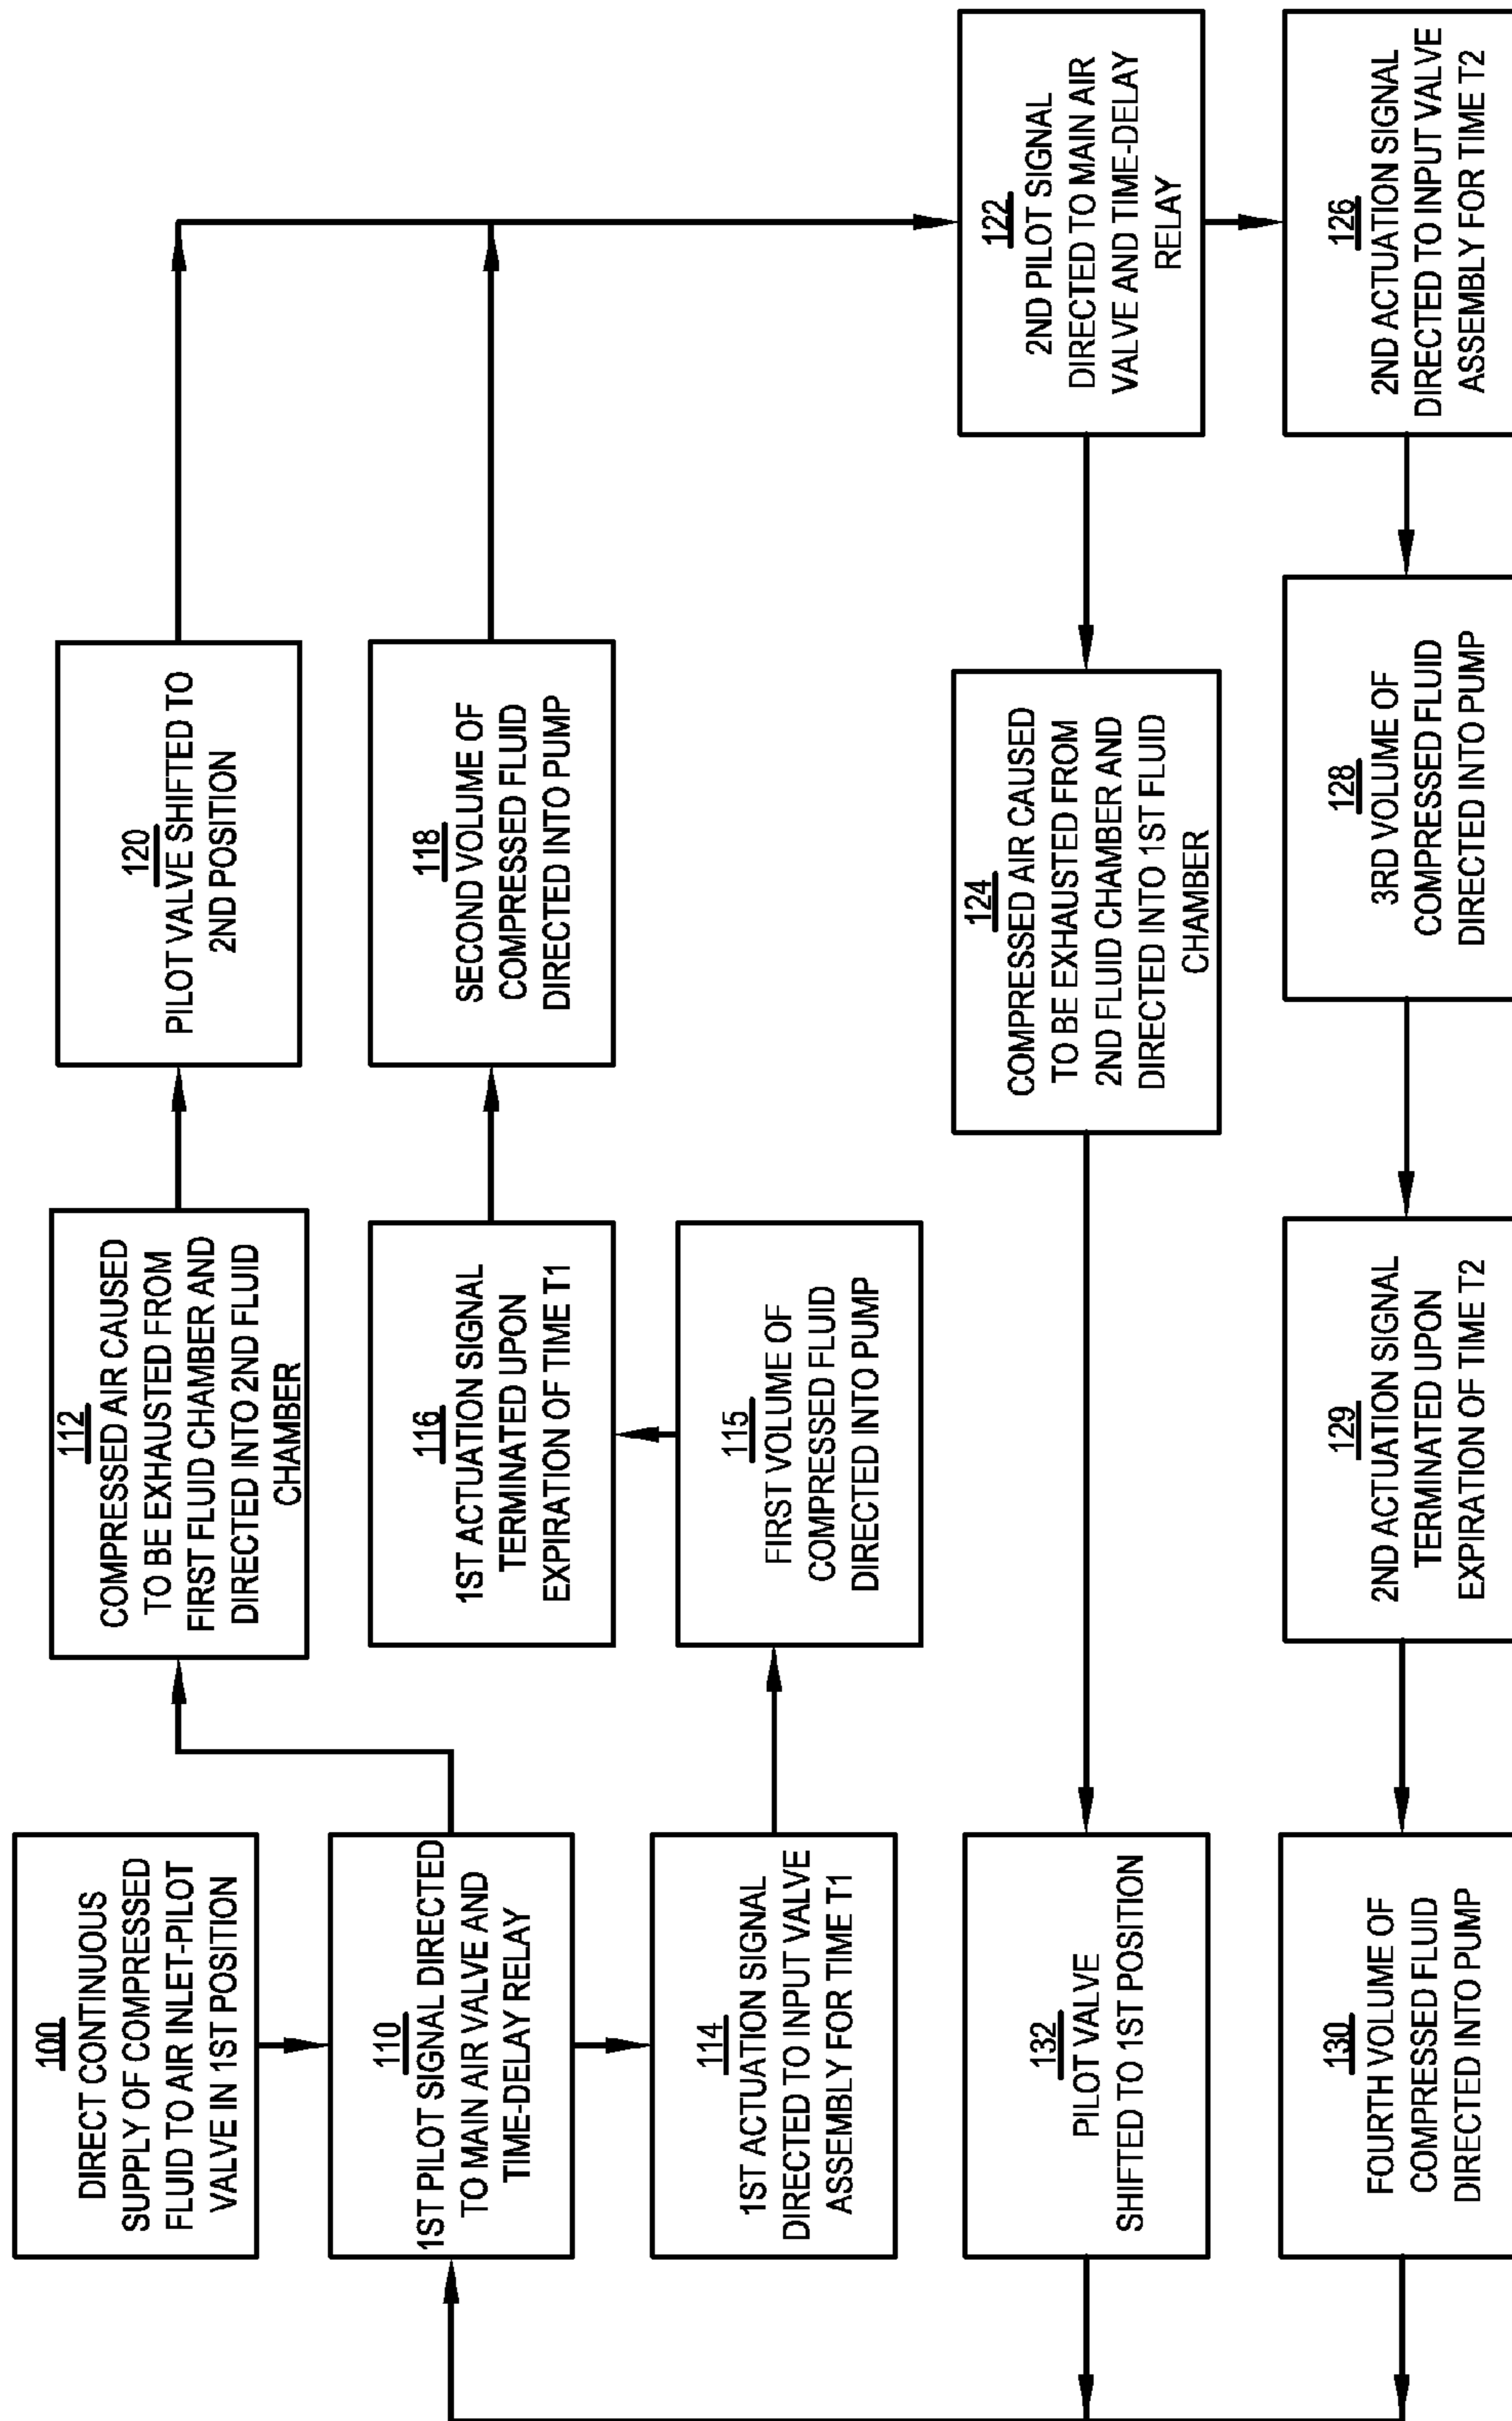 100
DIRECT CONTINUOUS
SUPPLY OF COMPRESSED
FLUID TO AIR INLET-PILOT
VALVE IN 1ST POSITION
110
1ST PILOT SIGNAL DIRECTED
TO MAIN AIR VALVE AND
TIME-DELAY RELAY
112
COMPRESSED AIR CAUSED
TO BE EXHAUSTED FROM
FIRST FLUID CHAMBER AND
DIRECTED INTO 2ND FLUID
CHAMBER
120
PILOT VALVE SHIFTED TO
2ND POSITION
114
1ST ACTUATION SIGNAL
DIRECTED TO INPUT VALVE
ASSEMBLY FOR TIME T1
115
FIRST VOLUME OF
COMPRESSED FLUID
DIRECTED INTO PUMP
116
1ST ACTUATION SIGNAL
TERMINATED UPON
EXPIRATION OF TIME T1
118
SECOND VOLUME OF
COMPRESSED FLUID
DIRECTED INTO PUMP
122
2ND PILOT SIGNAL
DIRECTED TO MAIN AIR
VALVE AND TIME-DELAY
RELAY
124
COMPRESSED AIR CAUSED
TO BE EXHAUSTED FROM
2ND FLUID CHAMBER AND
DIRECTED INTO 1ST FLUID
CHAMBER
132
PILOT VALVE
SHIFTED TO 1ST POSITION
126
2ND ACTUATION SIGNAL
DIRECTED TO INPUT VALVE
ASSEMBLY FOR TIME T2
128
3RD VOLUME OF
COMPRESSED FLUID
DIRECTED INTO PUMP
129
2ND ACTUATION SIGNAL
TERMINATED UPON
EXPIRATION OF TIME T2
130
FOURTH VOLUME OF
COMPRESSED FLUID
DIRECTED INTO PUMP